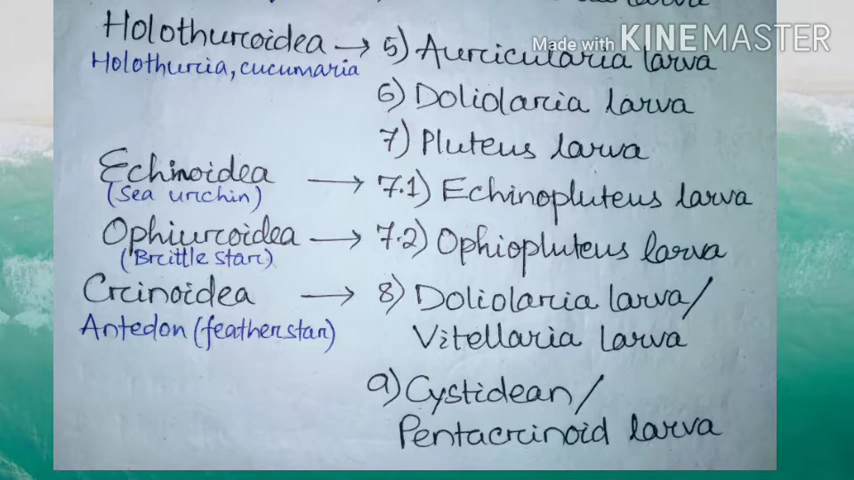 Holothuroidea → 5) Auricularia larva
Made with KINEMASTER
Holothuria, cucumaria
6) Doliolaria larva
7) Pluteus larva
Echinoidea → 7.1) Echinopluteus larva
(Sea urchin)
Ophiuroidea → 7.2) Ophiopluteus larva
(Brittle star)
Crinoidea → 8) Doliolaria larva/
Antedon (featherstar)
Vitellaria larva
9) Cystidean/
Pentacrinoid larva